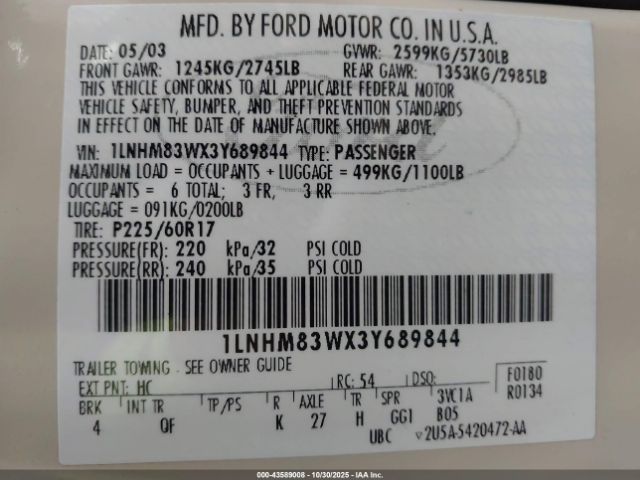 MFD. BY FORD MOTOR CO. IN U.S.A.
DATE: 05/03 GVWR: 2599KG/5730LB
FRONT GAWR: 1245KG/2745LB REAR GAWR: 1353KG/2985LB
THIS VEHICLE CONFORMS TO ALL APPLICABLE FEDERAL MOTOR
VEHICLE SAFETY, BUMPER, AND THEFT PREVENTION STANDARDS
IN EFFECT ON THE DATE OF MANUFACTURE SHOWN ABOVE.
VIN: 1LNHM83WX3Y689844 TYPE: PASSENGER
MAXIMUM LOAD = OCCUPANTS + LUGGAGE = 499KG/1100LB
OCCUPANTS = 6 TOTAL; 3 FR, 3 RR
LUGGAGE = 091KG/0200LB
TIRE: P225/60R17
PRESSURE(FR) 220 kPa/32 PSI COLD
PRESSURE(RR) 240 kPa/35 PSI COLD
1LNHM83WX3Y689844
TRAILER TOWING - SEE OWNER GUIDE
EXT PNT: HC RC: 54 DSO: F0180
R0134
BRK INT TR TP/PS R AXLE TR SPR 3VC1A
4 QF K 27 H GG1 B05
UBC ▽2U5A-5420472-AA
000-43589008 - 10/30/2025 - IAAI.com